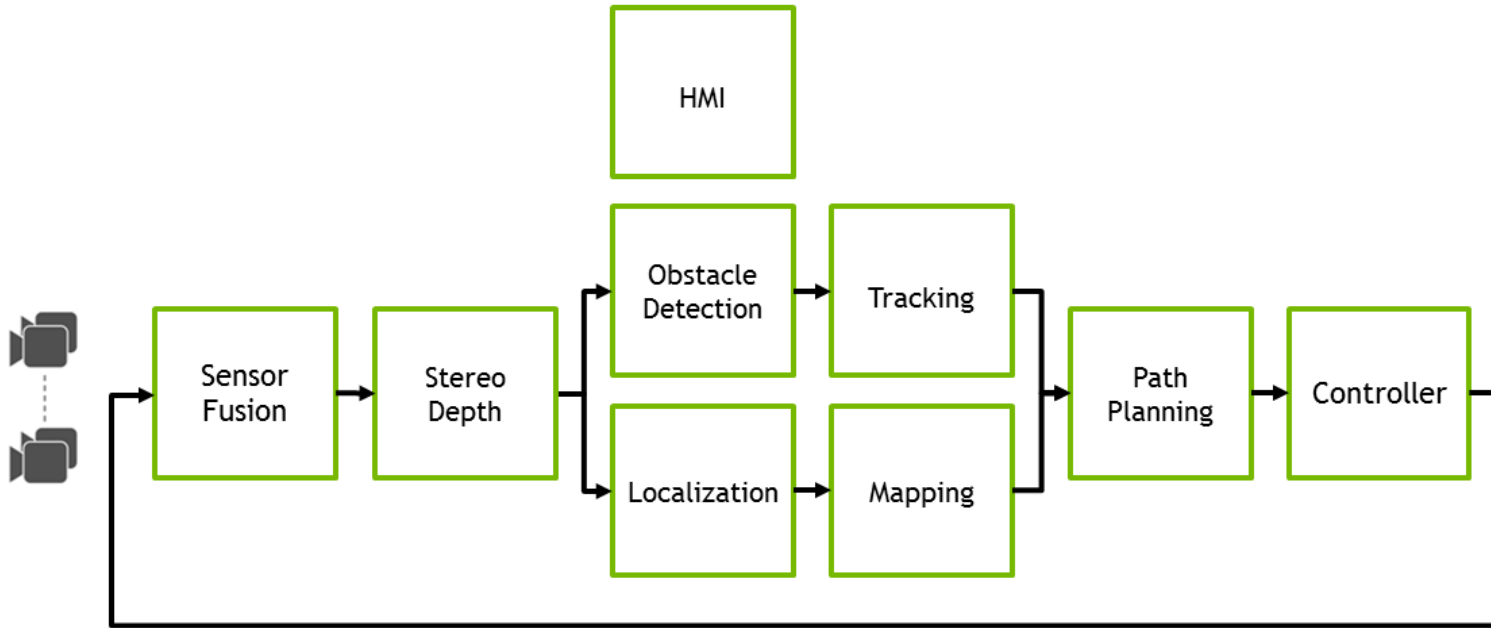 HMI
Obstacle
Detection
Tracking
Sensor
Fusion
Stereo
Depth
Path
Planning
Controller
Localization
Mapping